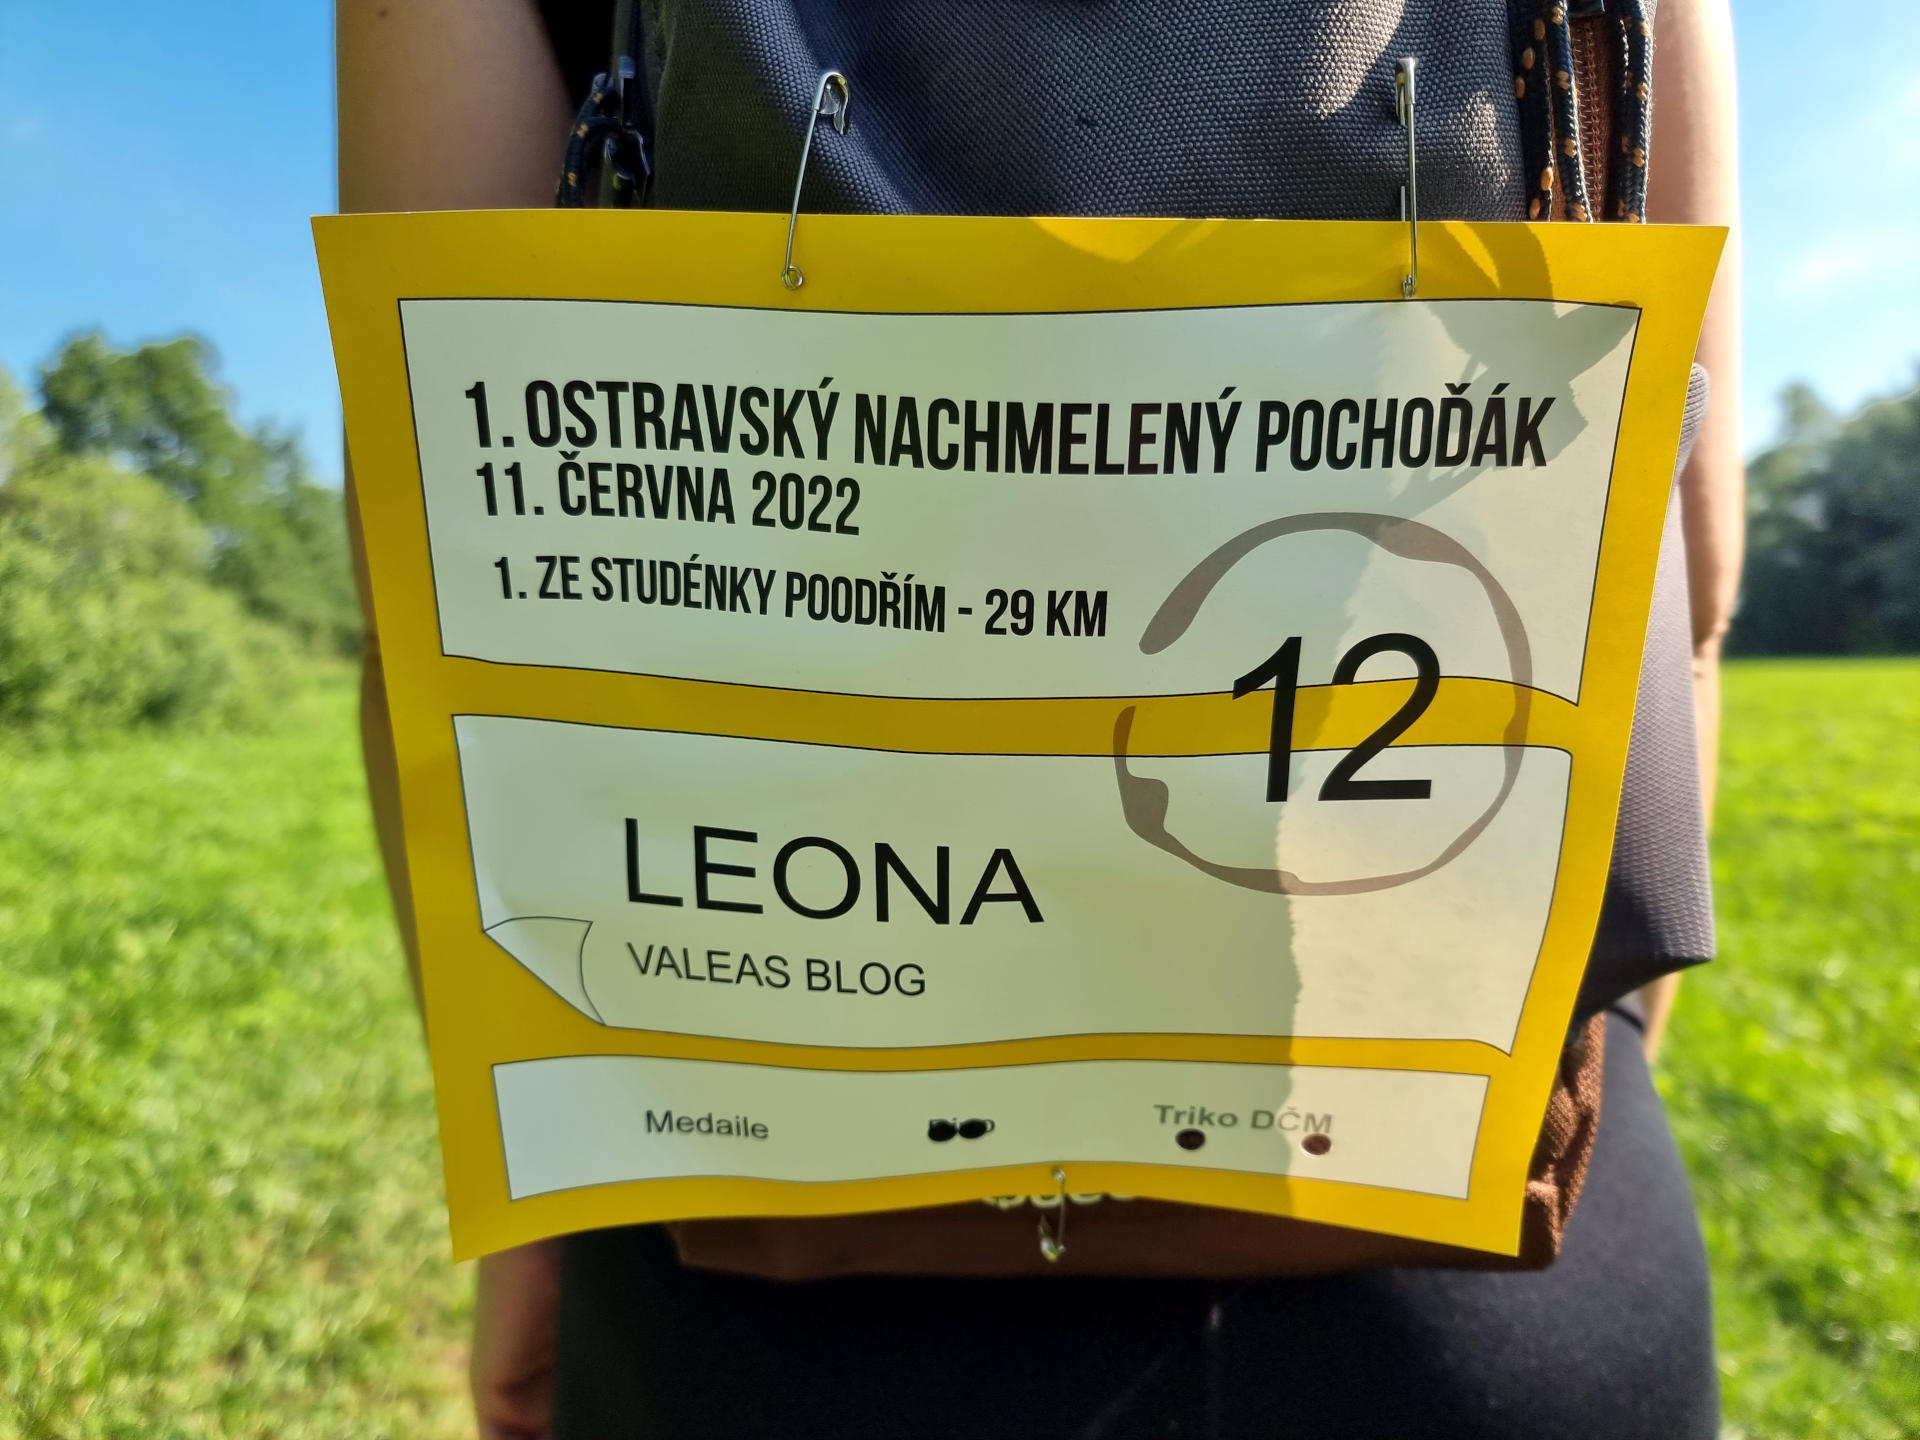 1. OSTRAVSKÝ NACHMELENÝ POCHOĎÁK
11. ČERVNA 2022
1. ZE STUDÉNKY POODŘÍM - 29 KM
12
LEONA
VALEAS BLOG
Medaile
Triko DČM